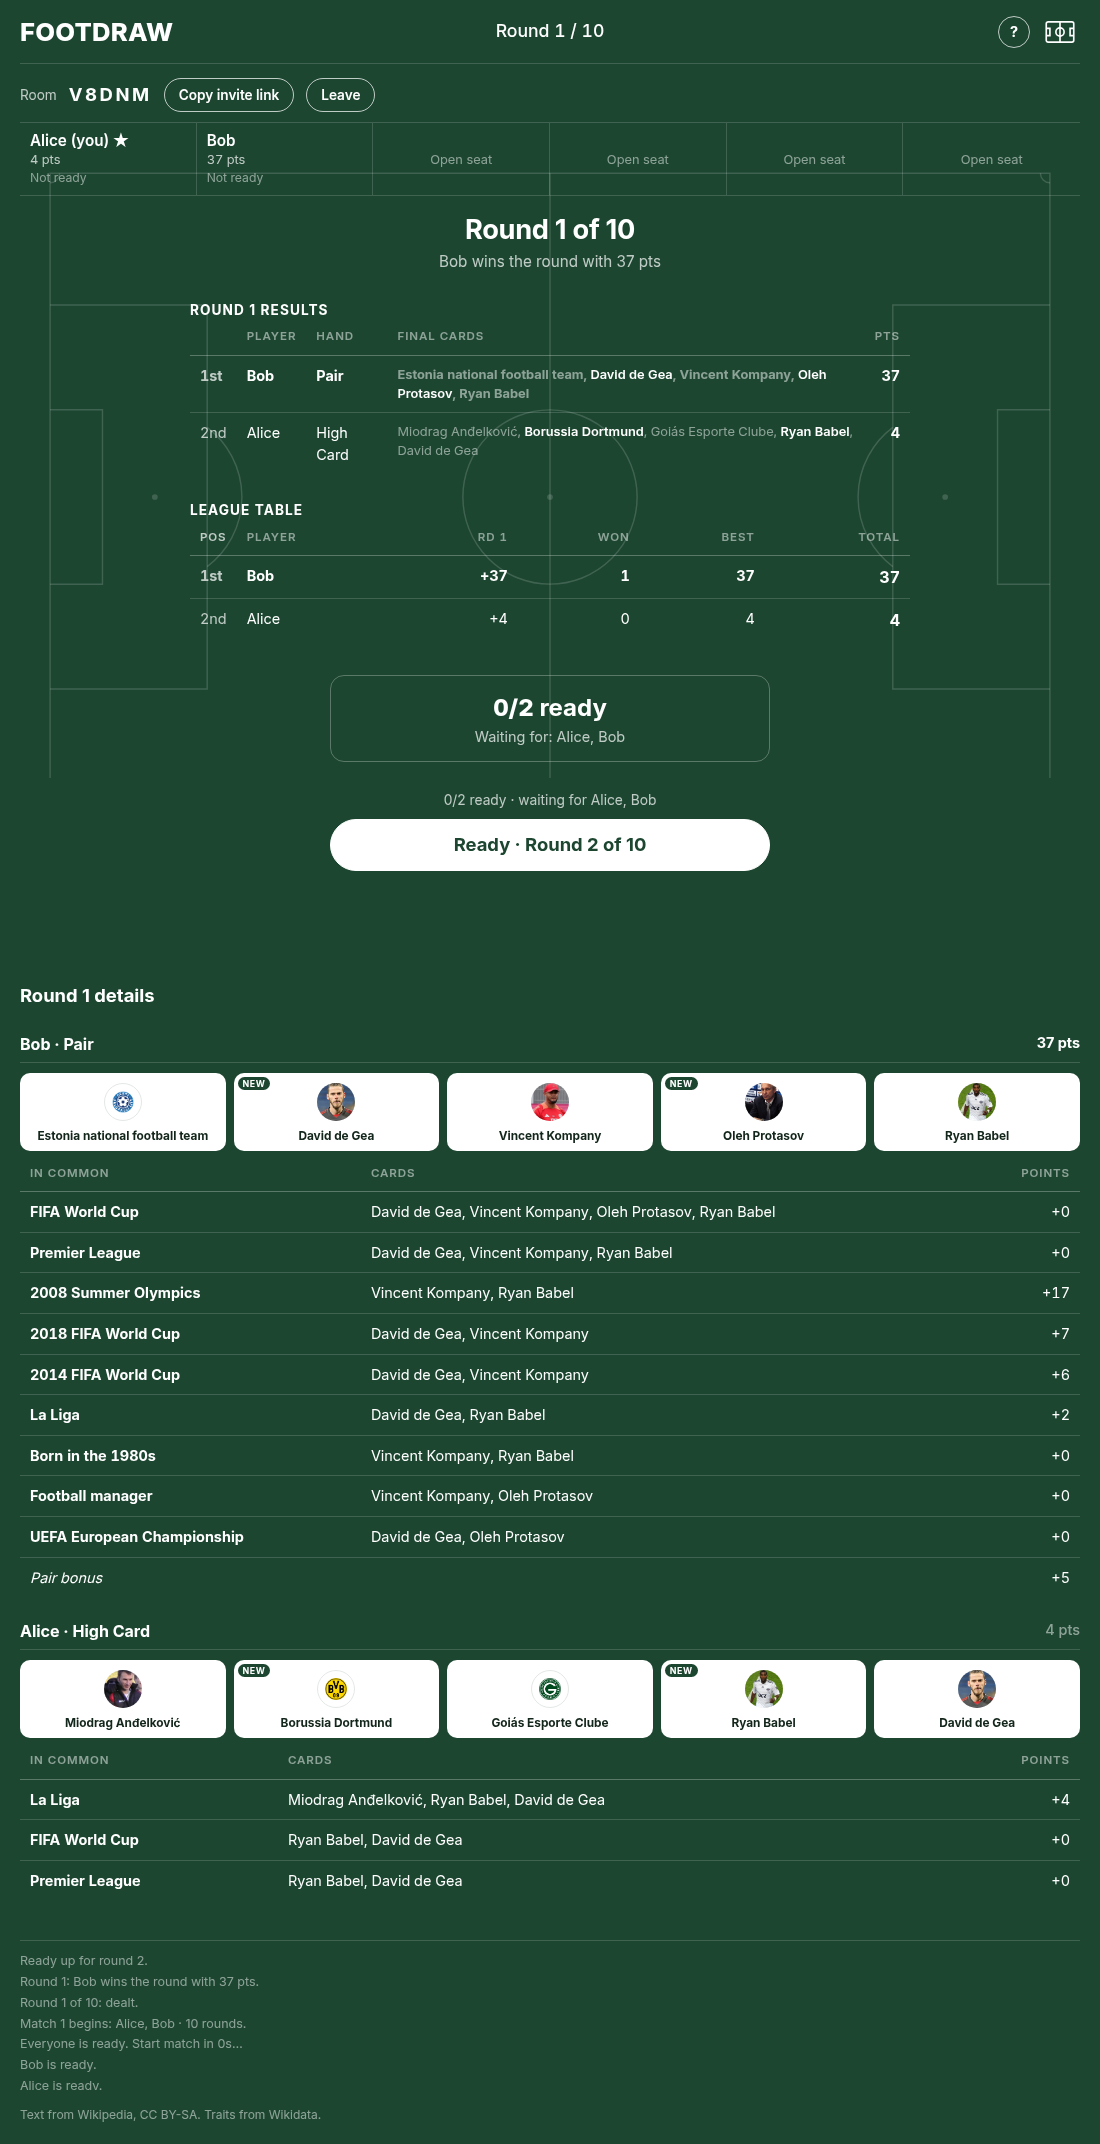 FOOTDRAW
Round 1 / 10
?
Room V8DNM Copy invite link Leave
Alice (you) ★
4 pts
Not ready
Bob
37 pts
Not ready
Open seat
Open seat
Open seat
Open seat
Round 1 of 10
Bob wins the round with 37 pts
ROUND 1 RESULTS
PLAYER HAND FINAL CARDS PTS
1st Bob Pair Estonia national football team, David de Gea, Vincent Kompany, Oleh Protasov, Ryan Babel 37
2nd Alice High Card Miodrag Anđelković, Borussia Dortmund, Goiás Esporte Clube, Ryan Babel, David de Gea 4
LEAGUE TABLE
POS PLAYER RD 1 WON BEST TOTAL
1st Bob +37 1 37 37
2nd Alice +4 0 4 4
0/2 ready
Waiting for: Alice, Bob
0/2 ready · waiting for Alice, Bob
Ready · Round 2 of 10
Round 1 details
Bob · Pair 37 pts
Estonia national football team
NEW
David de Gea
Vincent Kompany
NEW
Oleh Protasov
Ryan Babel
IN COMMON CARDS POINTS
FIFA World Cup David de Gea, Vincent Kompany, Oleh Protasov, Ryan Babel +0
Premier League David de Gea, Vincent Kompany, Ryan Babel +0
2008 Summer Olympics Vincent Kompany, Ryan Babel +17
2018 FIFA World Cup David de Gea, Vincent Kompany +7
2014 FIFA World Cup David de Gea, Vincent Kompany +6
La Liga David de Gea, Ryan Babel +2
Born in the 1980s Vincent Kompany, Ryan Babel +0
Football manager Vincent Kompany, Oleh Protasov +0
UEFA European Championship David de Gea, Oleh Protasov +0
Pair bonus +5
Alice · High Card 4 pts
Miodrag Anđelković
NEW
BVB
09
Borussia Dortmund
Goiás Esporte Clube
NEW
Ryan Babel
David de Gea
IN COMMON CARDS POINTS
La Liga Miodrag Anđelković, Ryan Babel, David de Gea +4
FIFA World Cup Ryan Babel, David de Gea +0
Premier League Ryan Babel, David de Gea +0
Ready up for round 2.
Round 1: Bob wins the round with 37 pts.
Round 1 of 10: dealt.
Match 1 begins: Alice, Bob · 10 rounds.
Everyone is ready. Start match in 0s...
Bob is ready.
Alice is ready.
Text from Wikipedia, CC BY-SA. Traits from Wikidata.